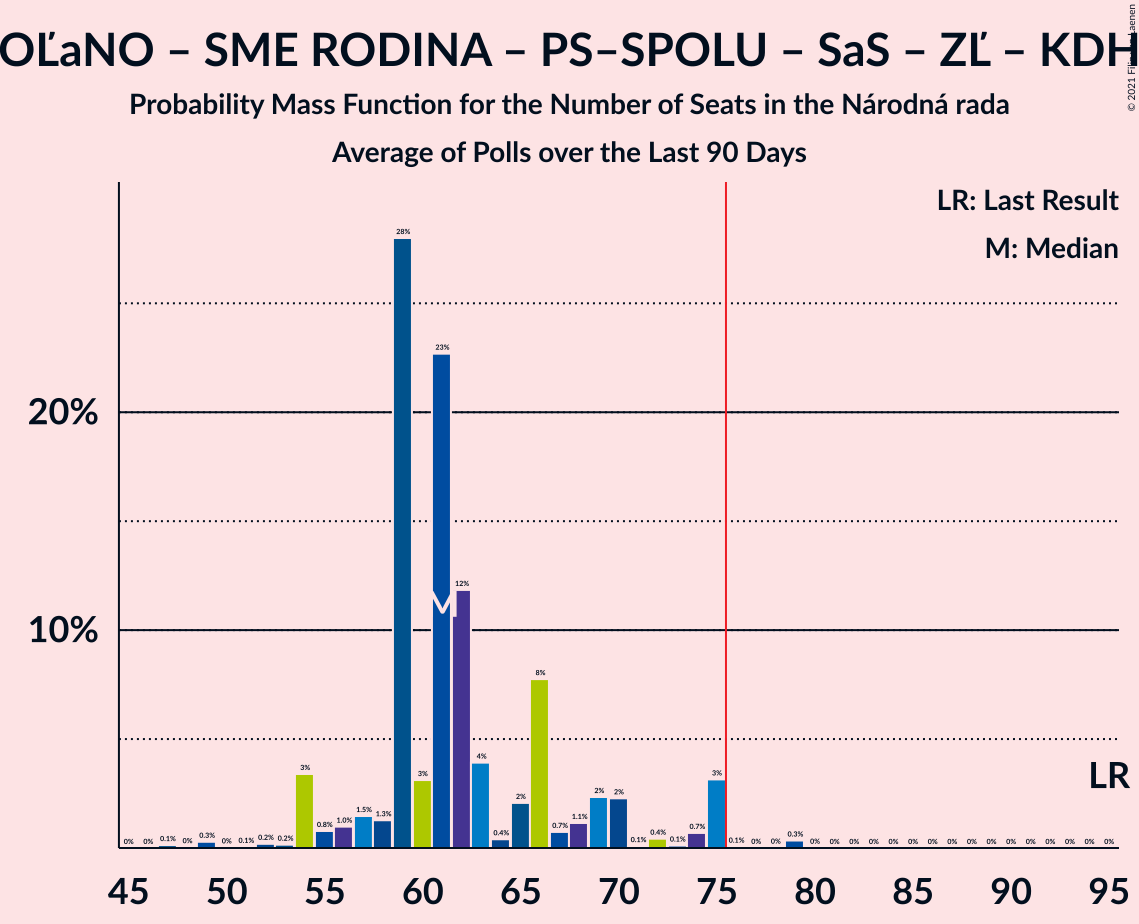 OĽaNO – SME RODINA – PS–SPOLU – SaS – ZĽ – KDH
Probability Mass Function for the Number of Seats in the Národná rada
Average of Polls over the Last 90 Days
LR: Last Result
M: Median
28%
23%
20%
12%
M
10%
8%
4%
LR
3% 3% 3%
2% 2% 2%
1.5% 1.3% 1.1%
0.8% 1.0% 0.4% 0.7% 0.7%
0% 0% 0.1% 0% 0.3% 0% 0.1% 0.2% 0.2% 0.1% 0.4% 0.1% 0.1% 0% 0% 0.3% 0% 0% 0% 0% 0% 0% 0% 0% 0% 0% 0% 0% 0% 0% 0% 0%
45 50 55 60 65 70 75 80 85 90 95